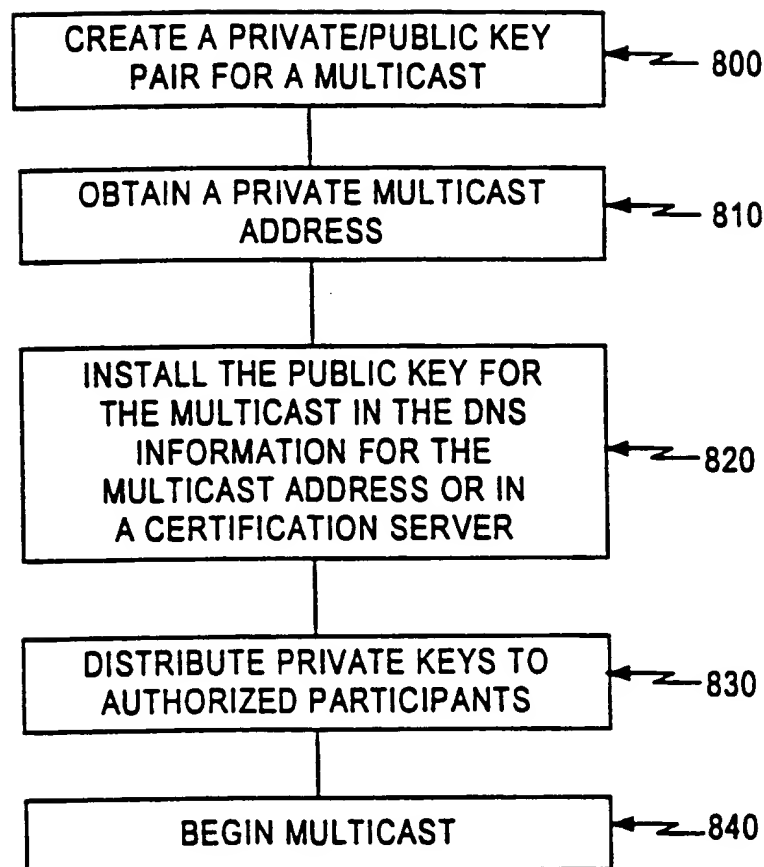 CREATE A PRIVATE/PUBLIC KEY
PAIR FOR A MULTICAST
800
OBTAIN A PRIVATE MULTICAST
ADDRESS
810
INSTALL THE PUBLIC KEY FOR
THE MULTICAST IN THE DNS
INFORMATION FOR THE
MULTICAST ADDRESS OR IN
A CERTIFICATION SERVER
820
DISTRIBUTE PRIVATE KEYS TO
AUTHORIZED PARTICIPANTS
830
BEGIN MULTICAST
840